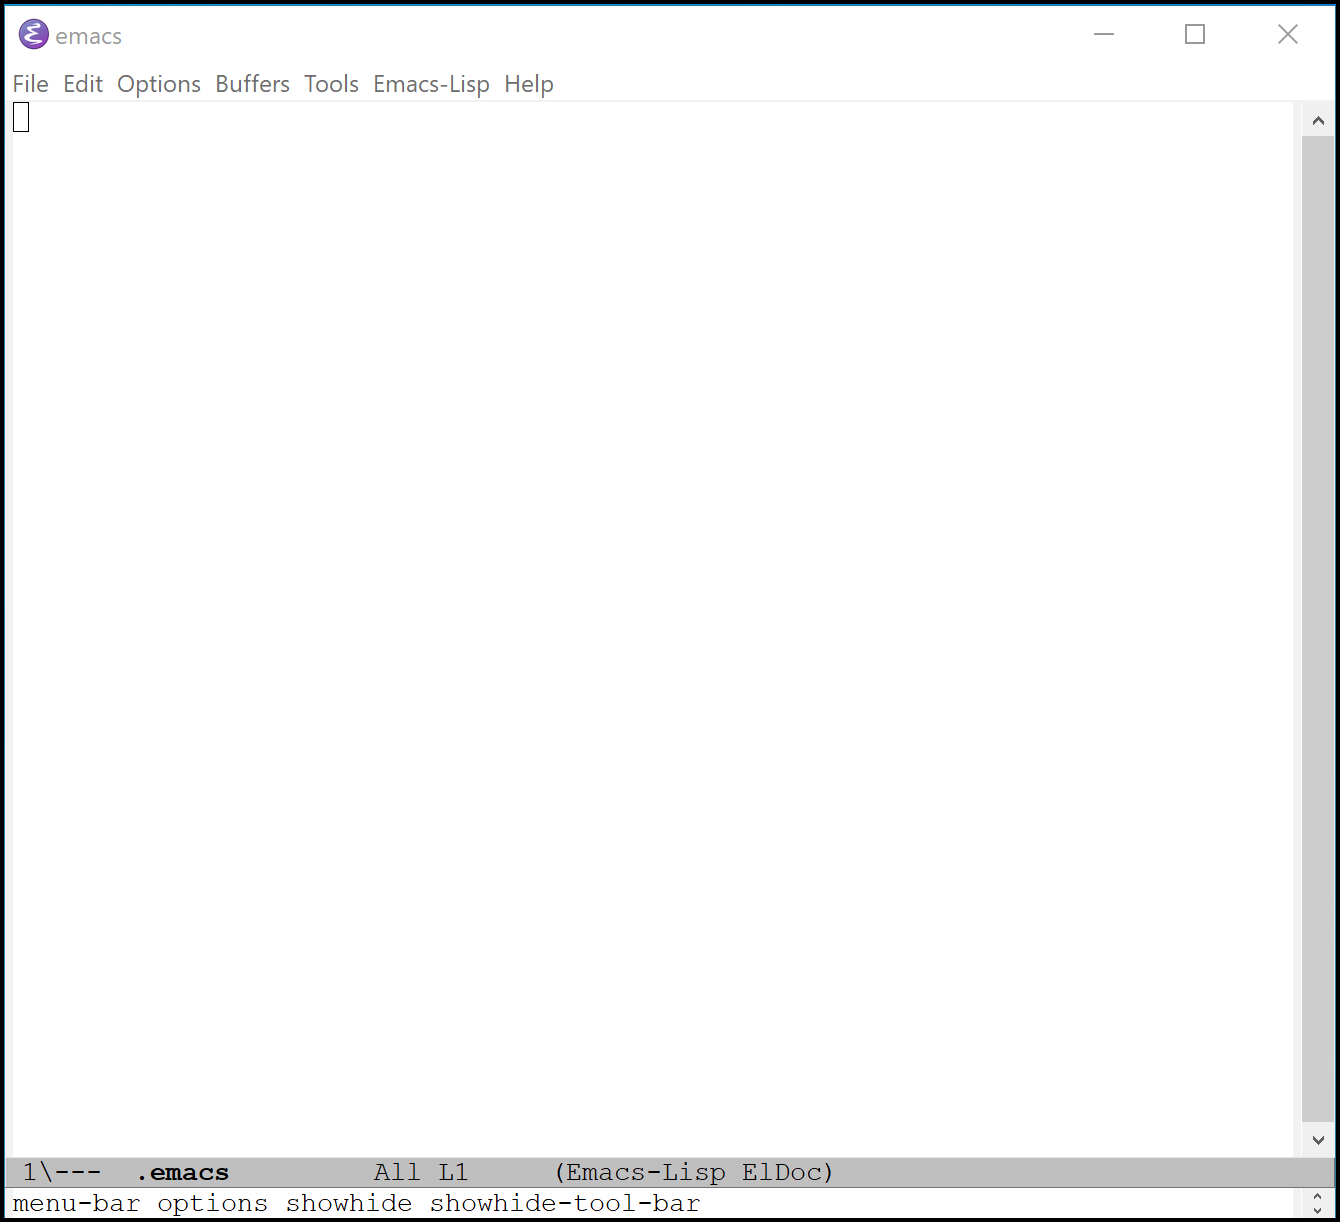 emacs
File Edit Options Buffers Tools Emacs-Lisp Help
1\--- .emacs All L1 (Emacs-Lisp ElDoc)
menu-bar options showhide showhide-tool-bar